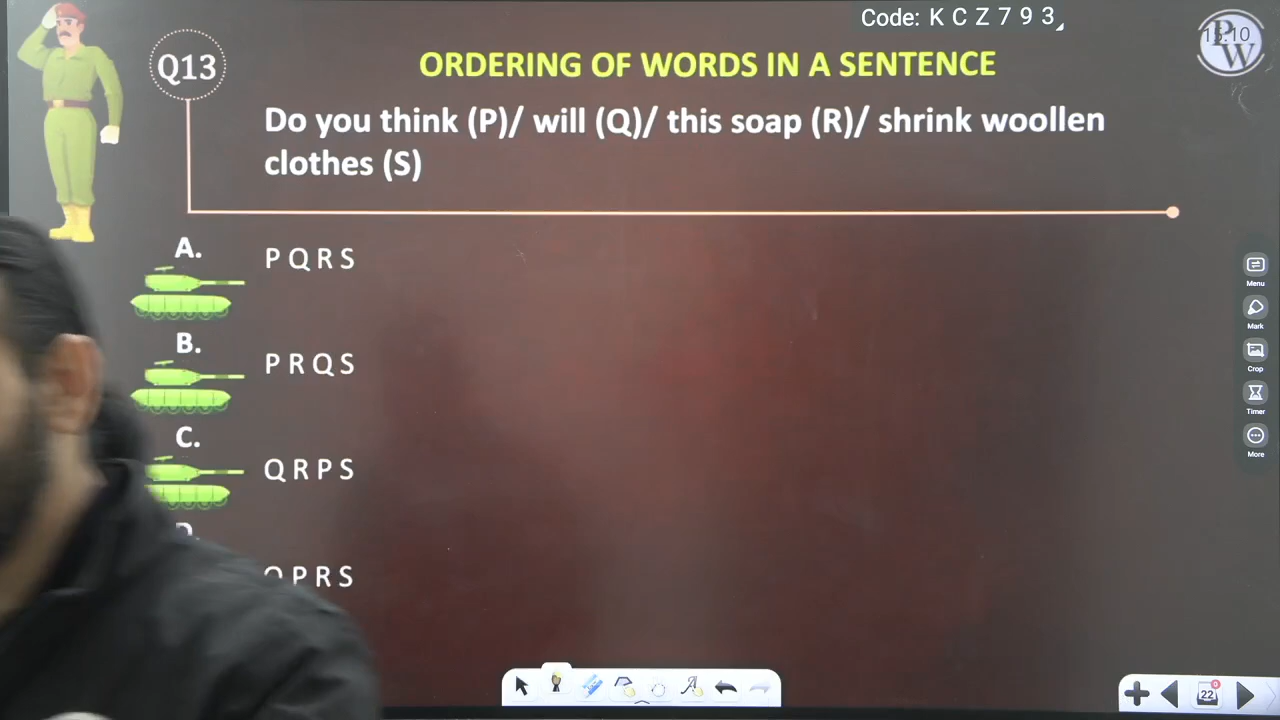 Code: K C Z 7 9 3
Q13
ORDERING OF WORDS IN A SENTENCE
Do you think (P)/ will (Q)/ this soap (R)/ shrink woollen
clothes (S)
A.
P Q R S
B.
P R Q S
C.
Q R P S
D.
Q P R S
Menu
Mark
Crop
Timer
More
PW
22